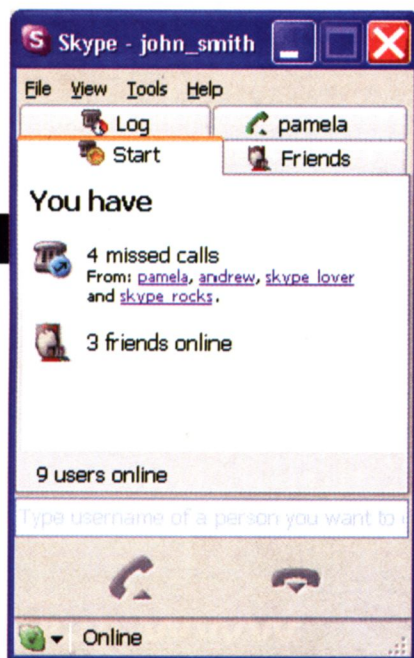 S Skype - john_smith
File View Tools Help
Log pamela
Start Friends
You have
4 missed calls
From: pamela, andrew, skype lover
and skype rocks.
3 friends online
9 users online
Type username of a person you want to
Online